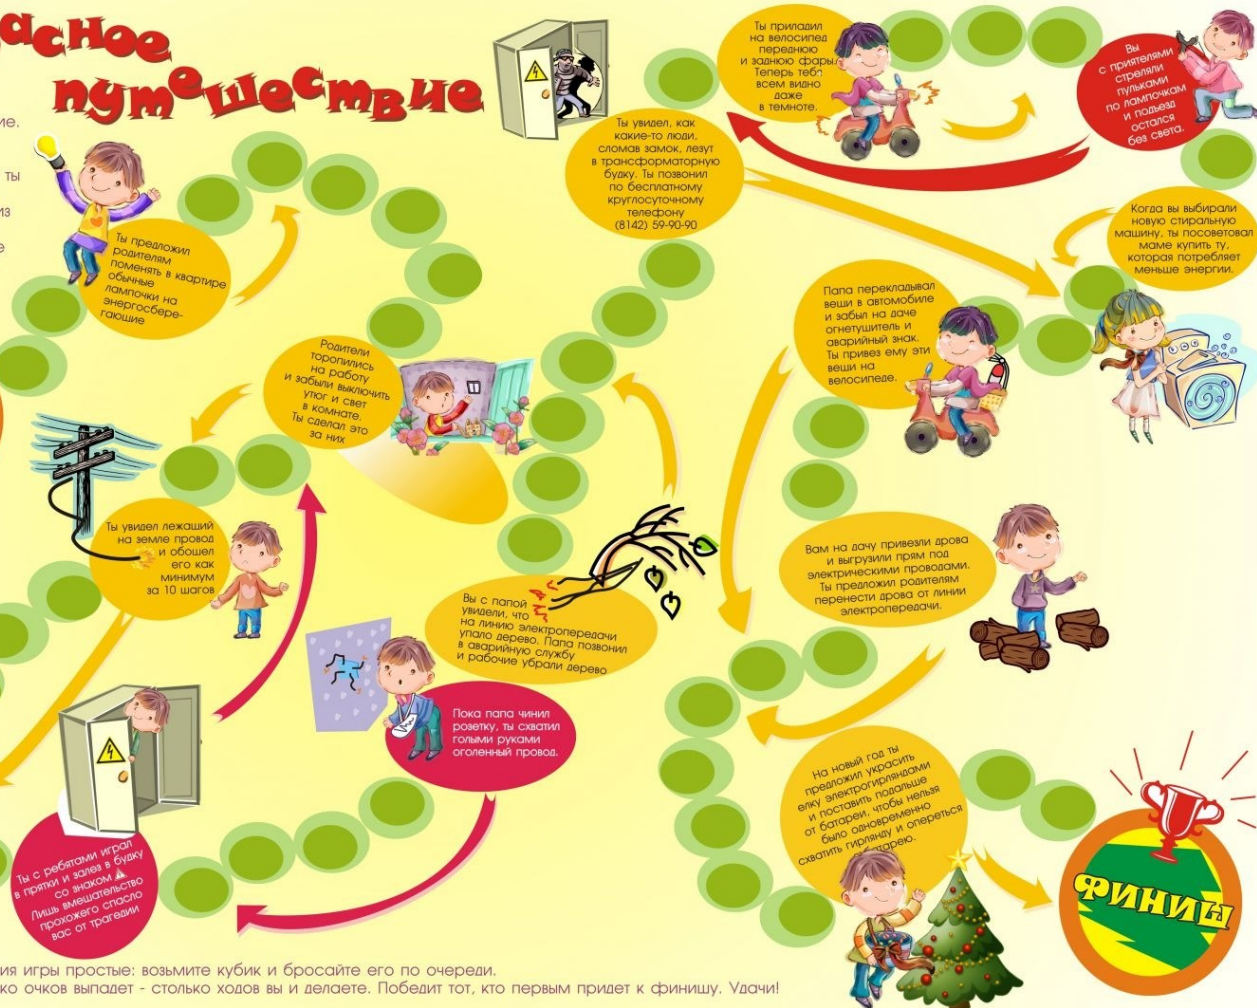 асное
путешествие
ие.
ты
из
е
Ты предложил
родителям
поменять в квартире
обычные
лампочки на
энергосбере-
гающие
Ты увидел, как
какие-то люди,
сломав замок, лезут
в трансформаторную
будку. Ты позвонил
по бесплатному
круглосуточному
телефону
(8142) 59-90-90
Ты приладил
на велосипед
переднюю
и заднюю фары.
Теперь тебя
всем видно
даже
в темноте.
Вы
с приятелями
стреляли
пульками
по лампочкам
и подъезд
остался
без света.
Когда вы выбирали
новую стиральную
машину, ты посоветовал
маме купить ту,
которая потребляет
меньше энергии.
Папа перекладывал
вещи в автомобиле
и забыл на даче
огнетушитель и
аварийный знак.
Ты привез ему эти
вещи на
велосипеде.
Родители
торопились
на работу
и забыли выключить
утюг и свет
в комнате.
Ты сделал это
за них
Ты увидел лежащий
на земле провод
и обошел
его как
минимум
за 10 шагов
Вам на дачу привезли дрова
и выгрузили прям под
электрическими проводами.
Ты предложил родителям
перенести дрова от линии
электропередачи.
Вы с папой
увидели, что
на линию электропередачи
упало дерево. Папа позвонил
в аварийную службу
и рабочие убрали дерево
Пока папа чинил
розетку, ты схватил
голыми руками
оголенный провод.
Ты с ребятами играл
в прятки и залез в будку
со знаком
Лишь вмешательство
прохожего спасло
вас от трагедии
На новый год ты
предложил украсить
елку электрогирляндами
и поставить подальше
от батареи, чтобы нельзя
было одновременно
схватить гирлянду и опереться
батарею.
ФИНИШ
ия игры простые: возьмите кубик и бросайте его по очереди.
ко очков выпадет - столько ходов вы и делаете. Победит тот, кто первым придет к финишу. Удачи!